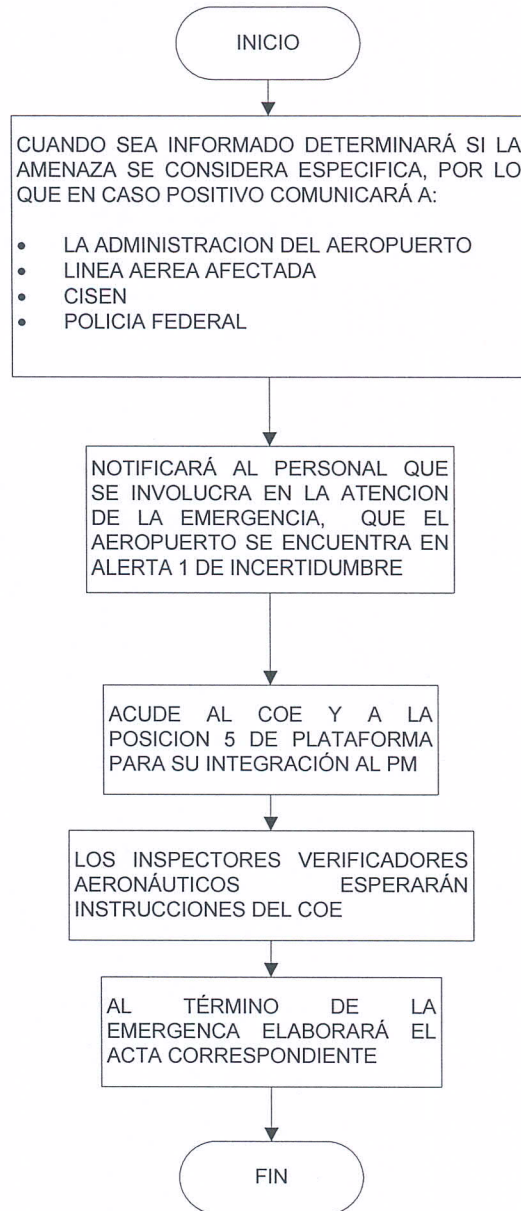 INICIO
CUANDO SEA INFORMADO DETERMINARÁ SI LA
AMENAZA SE CONSIDERA ESPECIFICA, POR LO
QUE EN CASO POSITIVO COMUNICARÁ A:
• LA ADMINISTRACION DEL AEROPUERTO
• LINEA AEREA AFECTADA
• CISEN
• POLICIA FEDERAL
NOTIFICARÁ AL PERSONAL QUE
SE INVOLUCRA EN LA ATENCION
DE LA EMERGENCIA, QUE EL
AEROPUERTO SE ENCUENTRA EN
ALERTA 1 DE INCERTIDUMBRE
ACUDE AL COE Y A LA
POSICION 5 DE PLATAFORMA
PARA SU INTEGRACIÓN AL PM
LOS INSPECTORES VERIFICADORES
AERONÁUTICOS ESPERARÁN
INSTRUCCIONES DEL COE
AL TÉRMINO DE LA
EMERGENCA ELABORARÁ EL
ACTA CORRESPONDIENTE
FIN